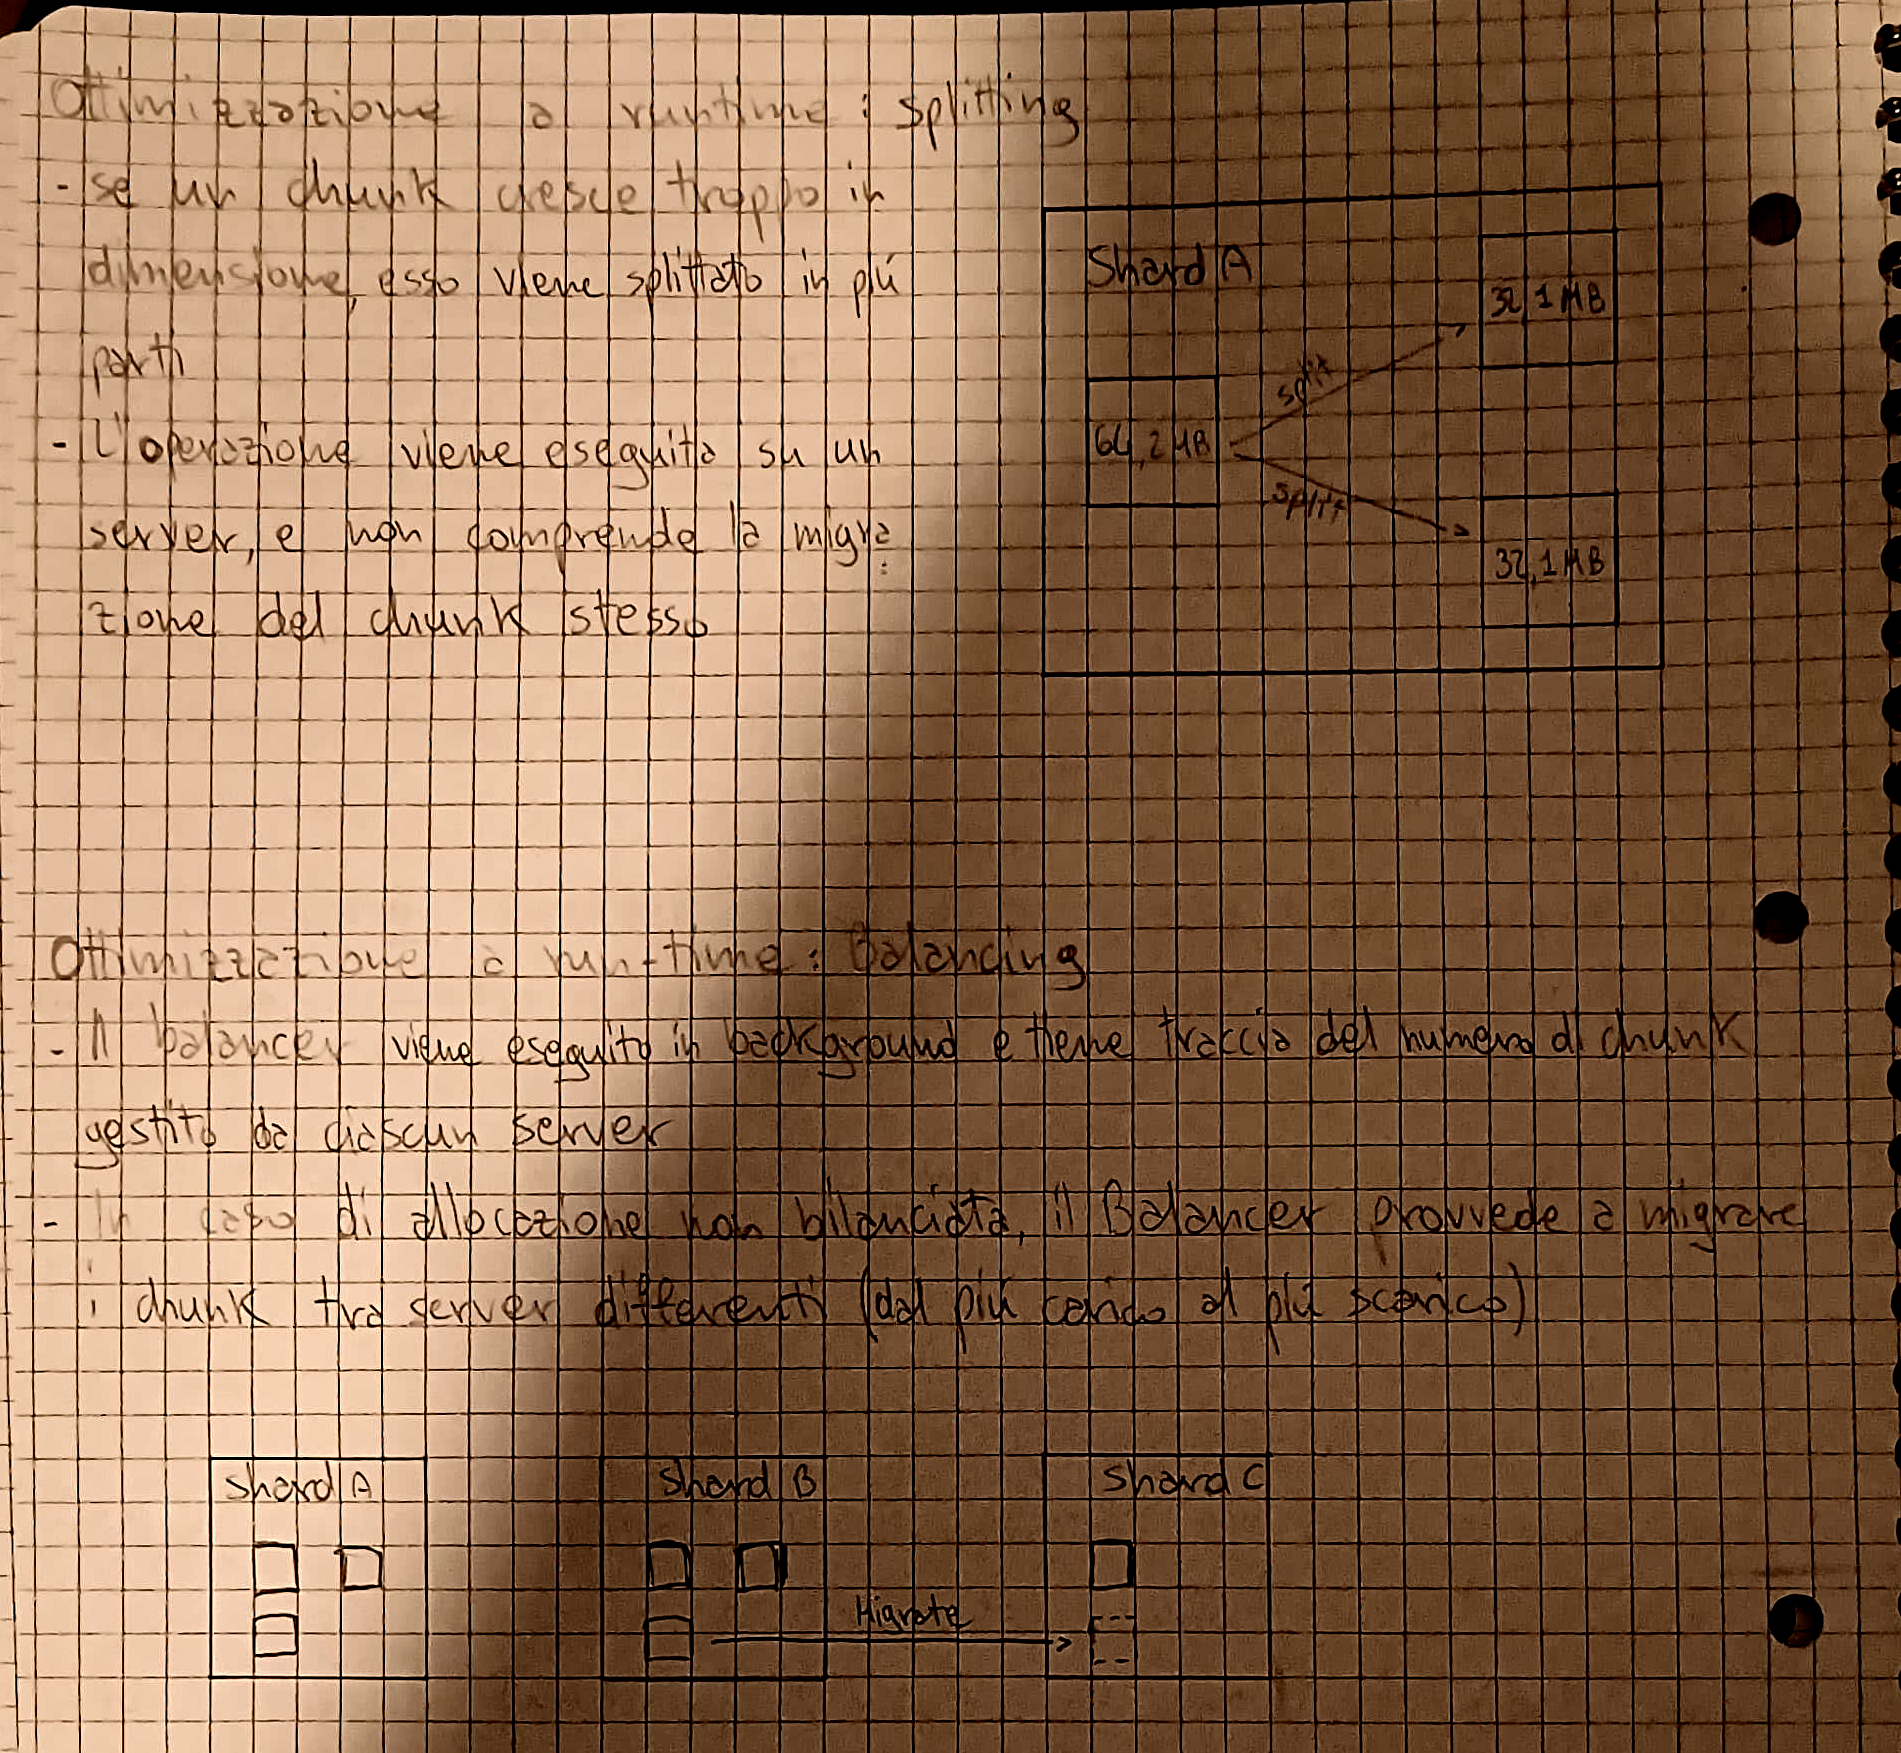 Ottimizzazione a runtime : splitting
- se un chunk cresce troppo in
dimensione, esso viene splittato in più
parti
- L'operazione viene eseguita su un
server, e non comprende la migra
zione del chunk stesso
Shard A
32,1 MB
split
64,2 MB
split
32,1 MB
Ottimizzazione a run-time : Balancing
- Il balancer viene eseguito in background e tiene traccia del numero di chunk
gestito da ciascun server
- In caso di allocazione non bilanciata, il Balancer provvede a migrare
i chunk tra server differenti (dal più carico al più scarico)
Shard A
Shard B
Shard C
Migrate